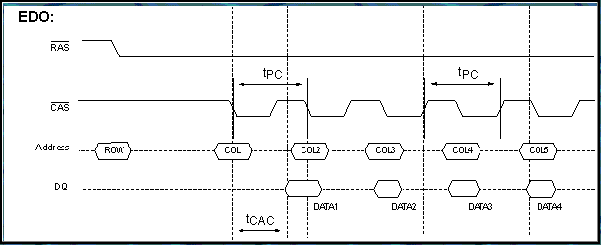 EDO:
RAS
tPC tPC
CAS
Address ROW COL COL2 COL3 COL4 COL5
DQ
DATA1 DATA2 DATA3 DATA4
tCAC